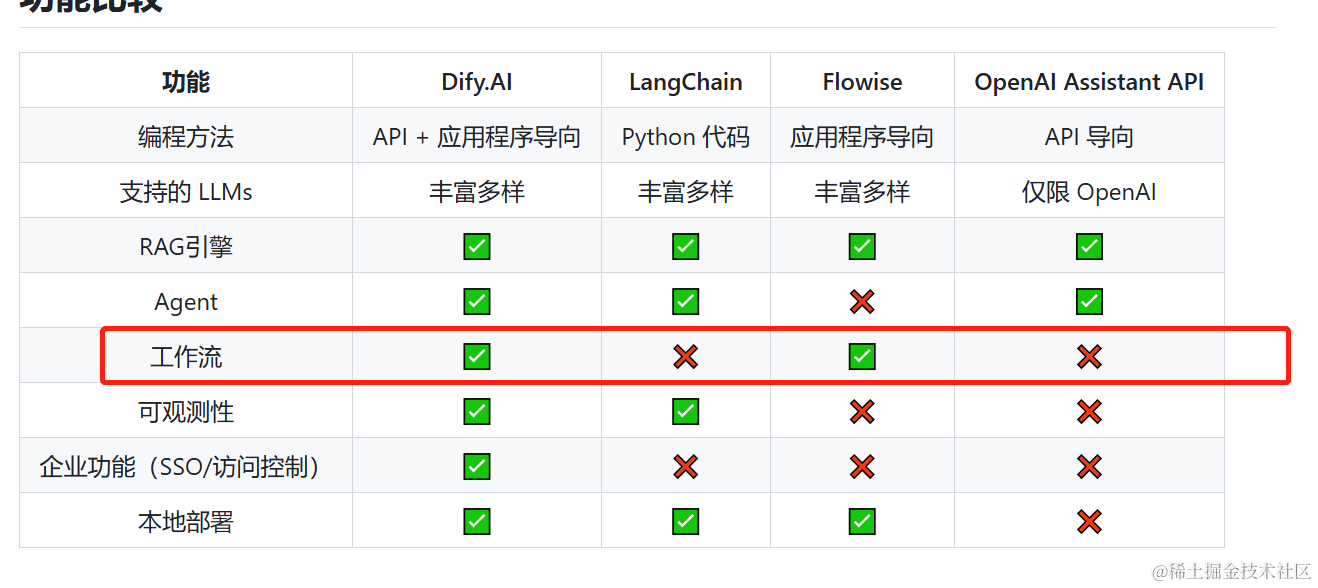 功能比较
功能 Dify.AI LangChain Flowise OpenAI Assistant API
编程方法 API + 应用程序导向 Python 代码 应用程序导向 API 导向
支持的 LLMs 丰富多样 丰富多样 丰富多样 仅限 OpenAI
RAG引擎 ✅ ✅ ✅ ✅
Agent ✅ ✅ ❌ ✅
工作流 ✅ ❌ ✅ ❌
可观测性 ✅ ✅ ❌ ❌
企业功能（SSO/访问控制） ✅ ❌ ❌ ❌
本地部署 ✅ ✅ ✅ ❌
@稀土掘金技术社区